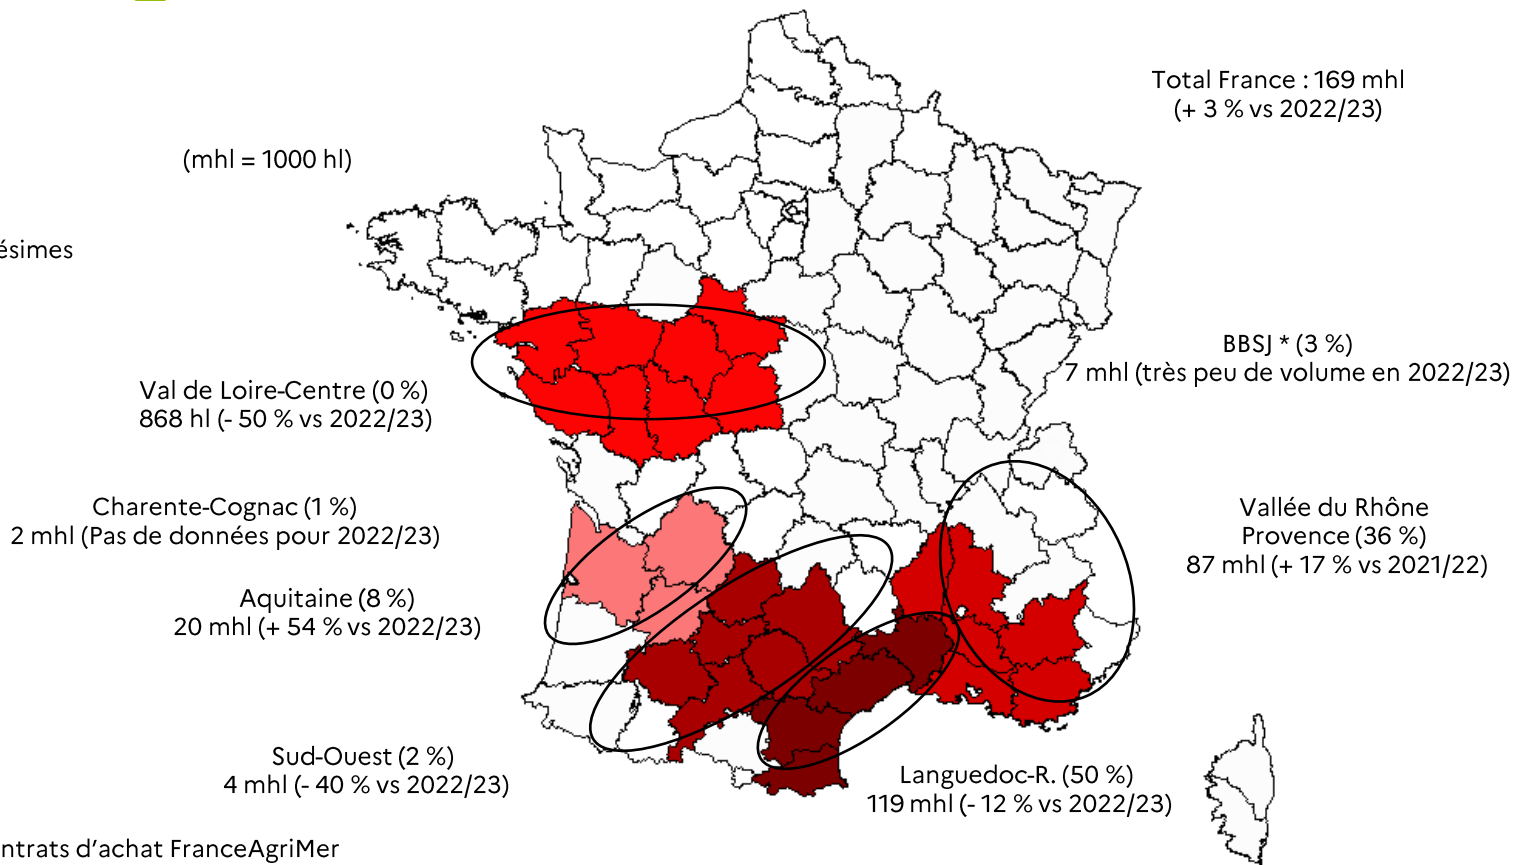 Total France : 169 mhl
(+ 3 % vs 2022/23)
(mhl = 1000 hl)
ésimes
BBSJ * (3 %)
7 mhl (très peu de volume en 2022/23)
Val de Loire-Centre (0 %)
868 hl (- 50 % vs 2022/23)
Charente-Cognac (1 %)
2 mhl (Pas de données pour 2022/23)
Vallée du Rhône
Provence (36 %)
87 mhl (+ 17 % vs 2021/22)
Aquitaine (8 %)
20 mhl (+ 54 % vs 2022/23)
Sud-Ouest (2 %)
4 mhl (- 40 % vs 2022/23)
Languedoc-R. (50 %)
119 mhl (- 12 % vs 2022/23)
ntrats d'achat FranceAgriMer